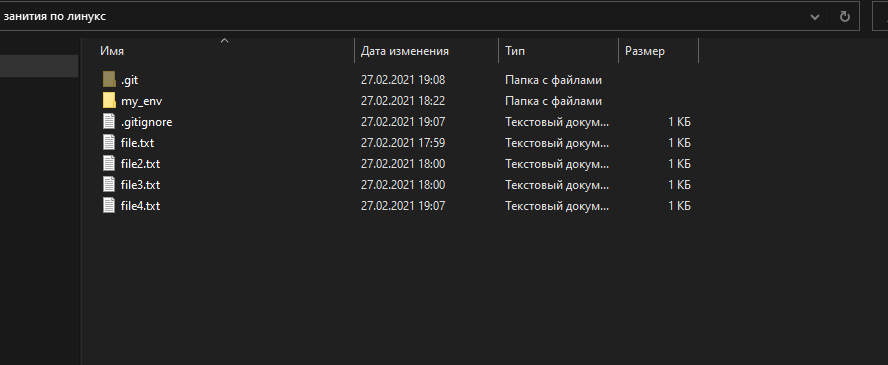 занития по линукс
Имя Дата изменения Тип Размер
.git 27.02.2021 19:08 Папка с файлами
my_env 27.02.2021 18:22 Папка с файлами
.gitignore 27.02.2021 19:07 Текстовый докум... 1 КБ
file.txt 27.02.2021 17:59 Текстовый докум... 1 КБ
file2.txt 27.02.2021 18:00 Текстовый докум... 1 КБ
file3.txt 27.02.2021 18:00 Текстовый докум... 1 КБ
file4.txt 27.02.2021 19:07 Текстовый докум... 1 КБ